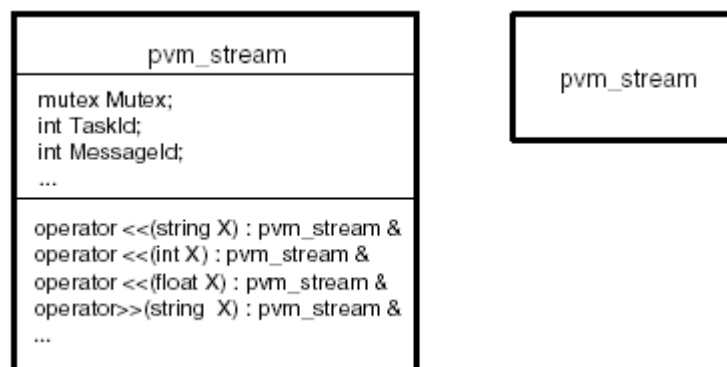 pvm_stream
mutex Mutex;
int TaskId;
int MessageId;
...
operator <<(string X) : pvm_stream &
operator <<(int X) : pvm_stream &
operator <<(float X) : pvm_stream &
operator>>(string X) : pvm_stream &
...
pvm_stream